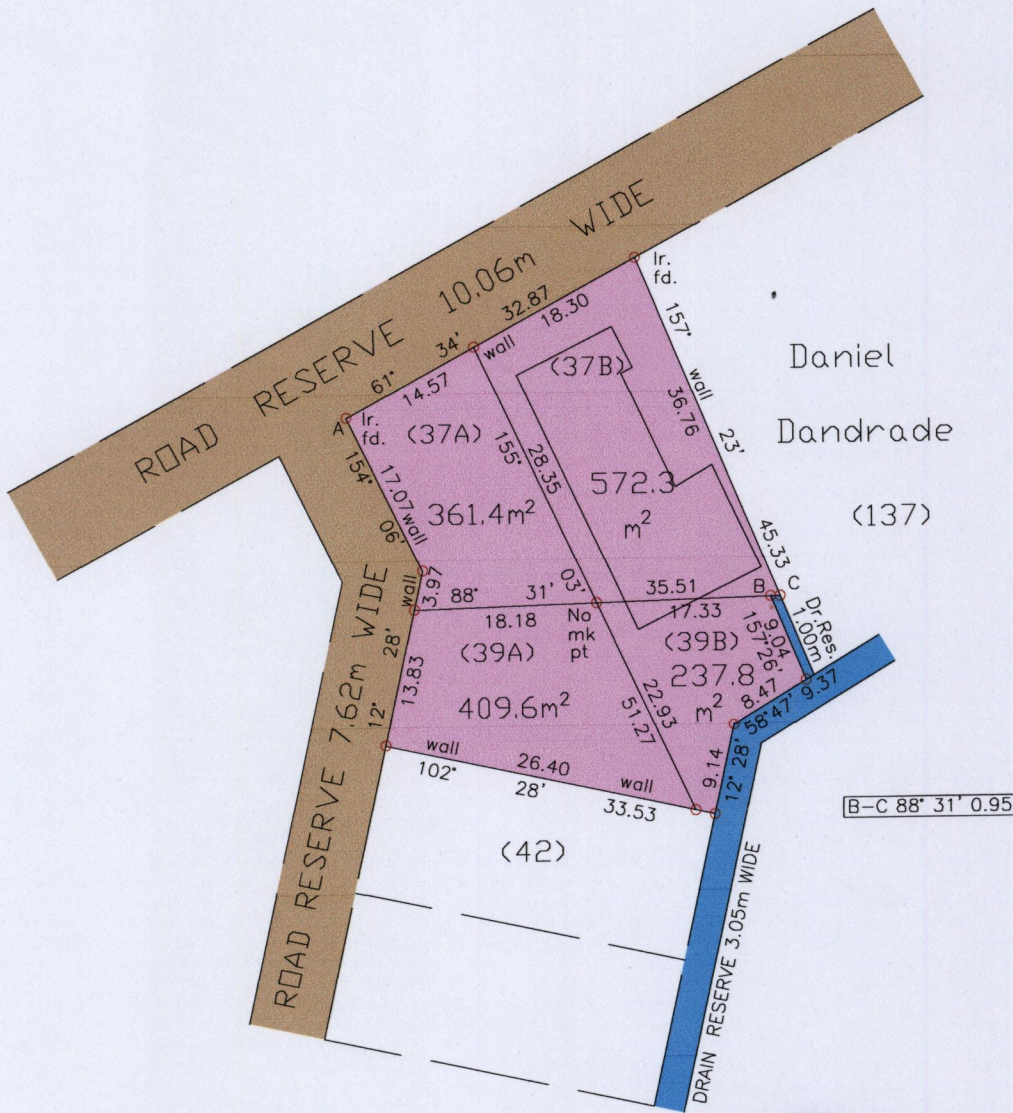 ROAD RESERVE 10.06m WIDE
32.87
18.30
Ir.
fd.
34'
wall
61°
14.57
(37B)
157°
wall
36.76
23'
Daniel
Dandrade
(137)
A
Ir.
fd.
(37A)
154°
17.07 wall
06'
155°
28.35
03'
361.4m²
572.3
m²
45.33
C
B
wall
3.97
88° 31' 35.51
18.18
No
mk
pt
17.33
Dr.Res.
1.00m
9.04
157°26'
(39A)
(39B)
28'
13.83
12°
409.6m²
237.8
m²
22.93
51.27
8.47
9.37
58°47'
9.14
12° 28'
wall
26.40
wall
102°
28'
33.53
B-C 88° 31' 0.95
(42)
ROAD RESERVE 7.62m WIDE
DRAIN RESERVE 3.05m WIDE